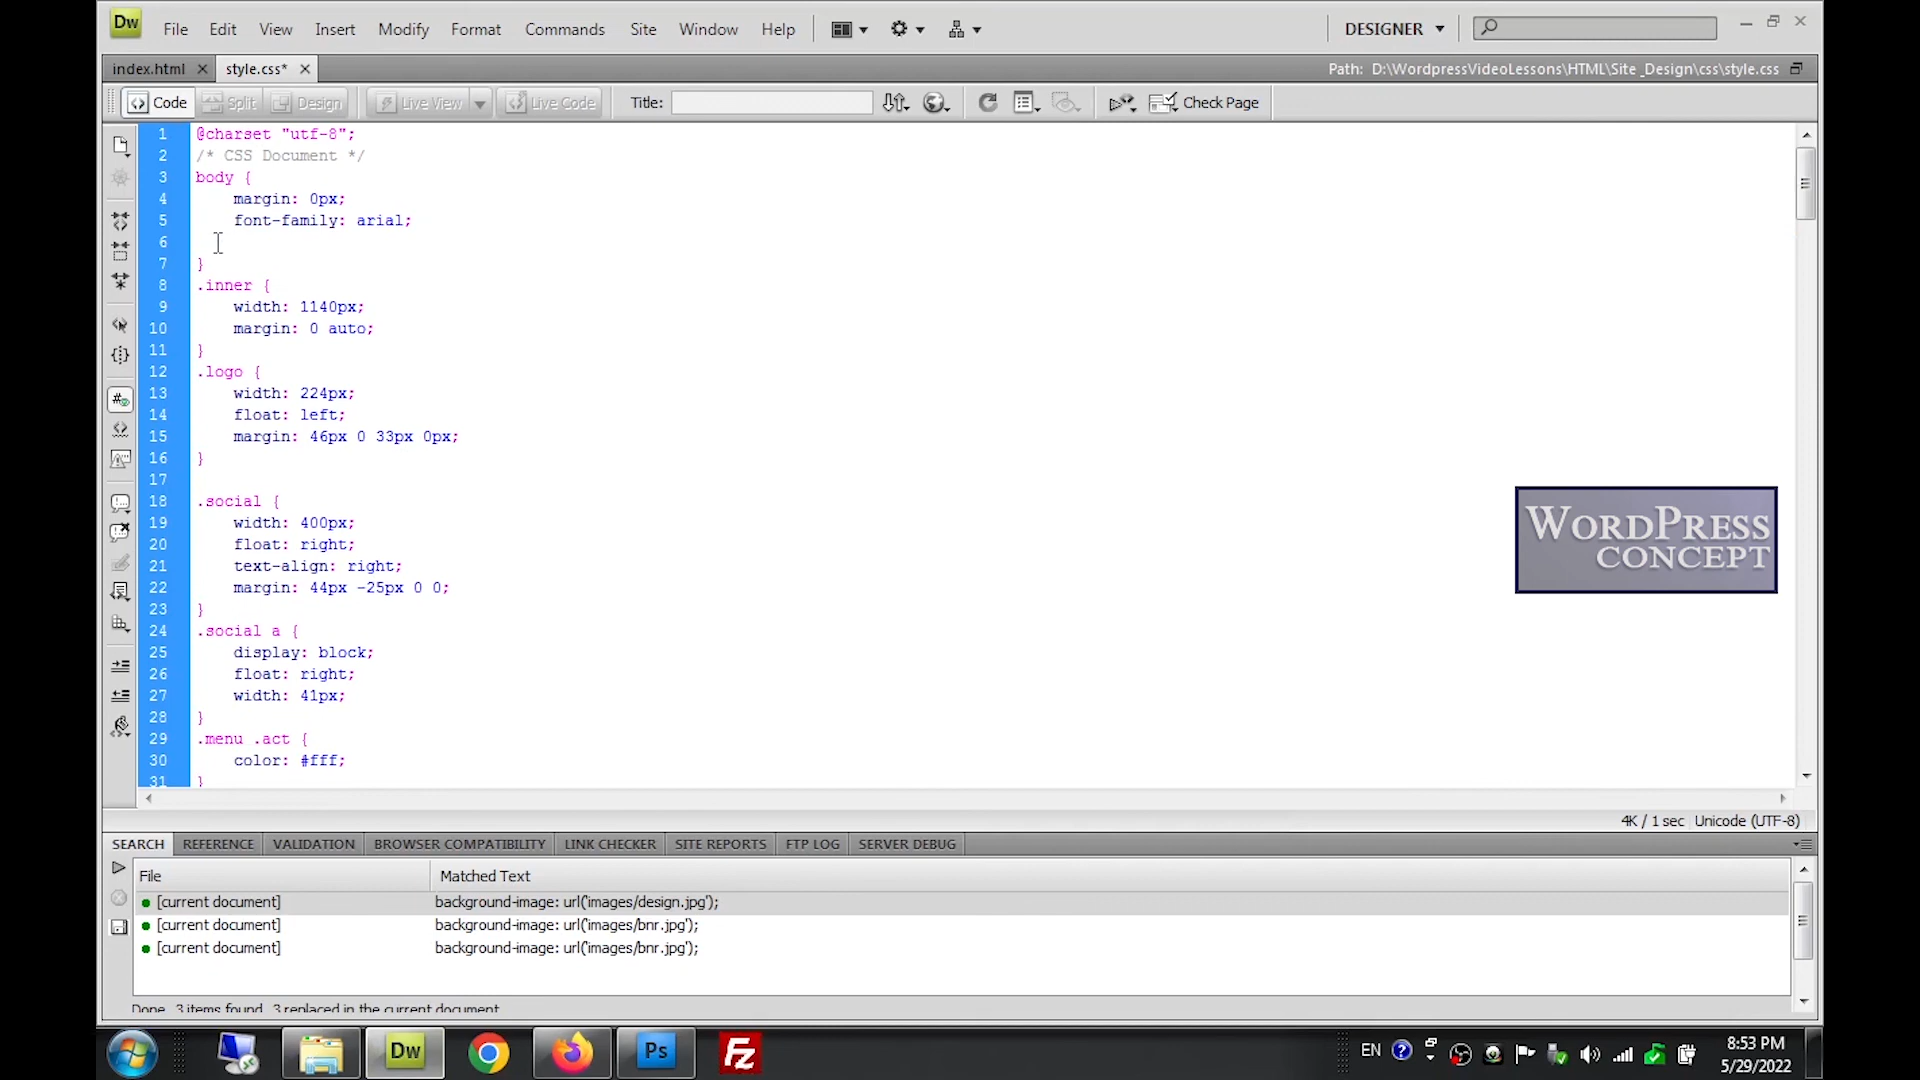 Dw File Edit View Insert Modify Format Commands Site Window Help DESIGNER
index.html style.css* Path: D:\WordpressVideoLessons\HTML\Site _Design\css\style.css
Code Split Design Live View Live Code Title: Check Page
1 @charset "utf-8";
2 /* CSS Document */
3 body {
4 margin: 0px;
5 font-family: arial;
6
7 }
8 .inner {
9 width: 1140px;
10 margin: 0 auto;
11 }
12 .logo {
13 width: 224px;
14 float: left;
15 margin: 46px 0 33px 0px;
16 }
17
18 .social {
19 width: 400px;
20 float: right;
21 text-align: right;
22 margin: 44px -25px 0 0;
23 }
24 .social a {
25 display: block;
26 float: right;
27 width: 41px;
28 }
29 .menu .act {
30 color: #fff;
31 }
WORDPRESS
CONCEPT
4K / 1 sec Unicode (UTF-8)
SEARCH REFERENCE VALIDATION BROWSER COMPATIBILITY LINK CHECKER SITE REPORTS FTP LOG SERVER DEBUG
File Matched Text
[current document] background-image: url('images/design.jpg');
[current document] background-image: url('images/bnr.jpg');
[current document] background-image: url('images/bnr.jpg');
Done. 3 items found, 3 replaced in the current document.
Dw Ps Fz EN 8:53 PM
5/29/2022